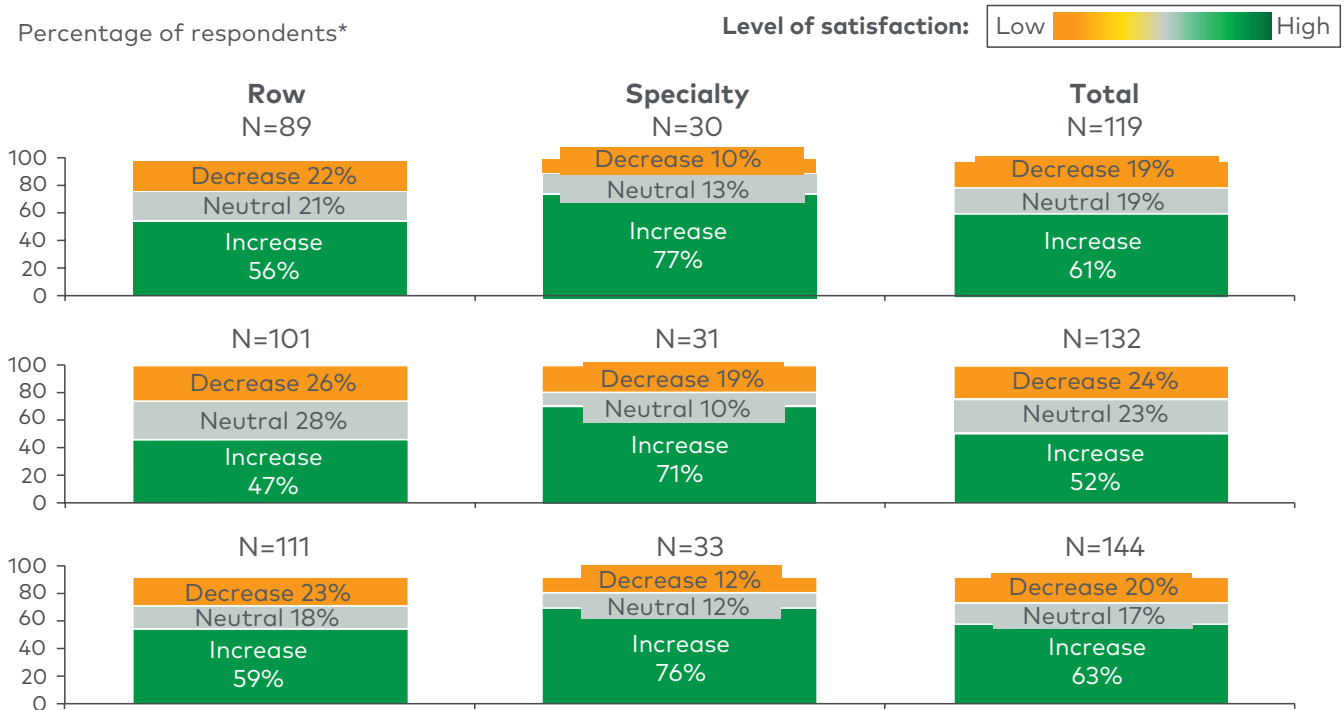 Percentage of respondents*
Level of satisfaction: Low High
Row Specialty Total
N=89 N=30 N=119
100
80
60
40
20
0
Decrease 22%
Neutral 21%
Increase
56%
Decrease 10%
Neutral 13%
Increase
77%
Decrease 19%
Neutral 19%
Increase
61%
N=101 N=31 N=132
100
80
60
40
20
0
Decrease 26%
Neutral 28%
Increase
47%
Decrease 19%
Neutral 10%
Increase
71%
Decrease 24%
Neutral 23%
Increase
52%
N=111 N=33 N=144
100
80
60
40
20
0
Decrease 23%
Neutral 18%
Increase
59%
Decrease 12%
Neutral 12%
Increase
76%
Decrease 20%
Neutral 17%
Increase
63%